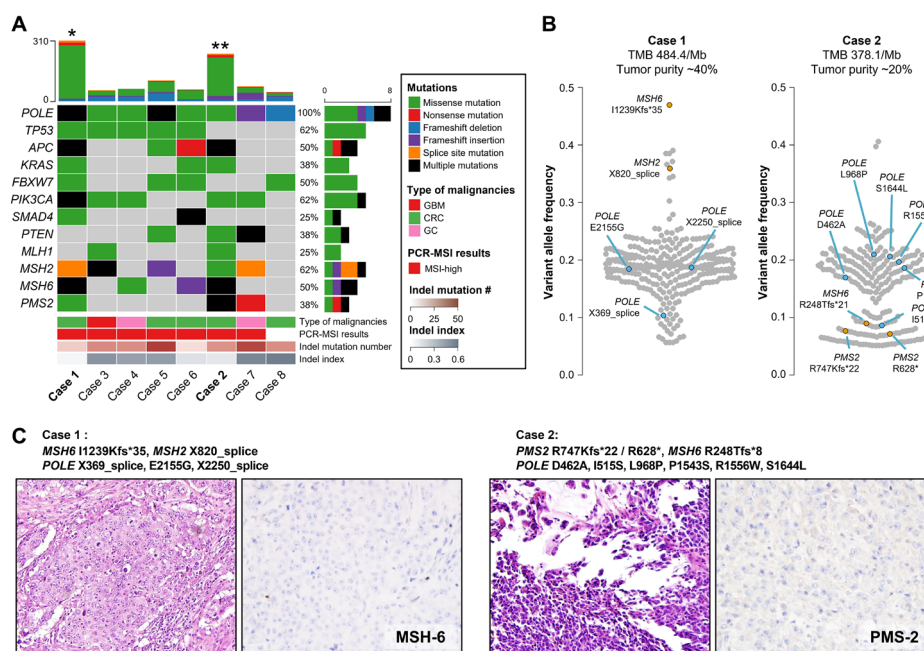 A
310
0
*
**
POLE
TP53
APC
KRAS
FBXW7
PIK3CA
SMAD4
PTEN
MLH1
MSH2
MSH6
PMS2
100%
62%
50%
38%
50%
62%
25%
38%
25%
62%
50%
38%
0
2
4
6
8
Type of malignancies
PCR-MSI results
Indel mutation number
Indel index
Case 1
Case 3
Case 4
Case 5
Case 6
Case 2
Case 7
Case 8
Mutations
Missense mutation
Nonsense mutation
Frameshift deletion
Frameshift insertion
Splice site mutation
Multiple mutations
Type of malignancies
GBM
CRC
GC
PCR-MSI results
MSI-high
Indel mutation #
0 25 50
Indel index
0 0.3 0.6
B
Case 1
TMB 484.4/Mb
Tumor purity ~40%
Variant allele frequency
0.5
0.4
0.3
0.2
0.1
0.0
MSH6
I1239Kfs*35
MSH2
X820_splice
POLE
E2155G
POLE
X2250_splice
POLE
X369_splice
Case 2
TMB 378.1/Mb
Tumor purity ~20%
Variant allele frequency
0.5
0.4
0.3
0.2
0.1
0.0
POLE
L968P
POLE
S1644L
POLE
D462A
POL
R155
P
MSH6
R248Tfs*21
PO
I51
PMS2
R747Kfs*22
PMS2
R628*
C
Case 1 :
MSH6 I1239Kfs*35, MSH2 X820_splice
POLE X369_splice, E2155G, X2250_splice
MSH-6
Case 2:
PMS2 R747Kfs*22 / R628*, MSH6 R248Tfs*8
POLE D462A, I515S, L968P, P1543S, R1556W, S1644L
PMS-2